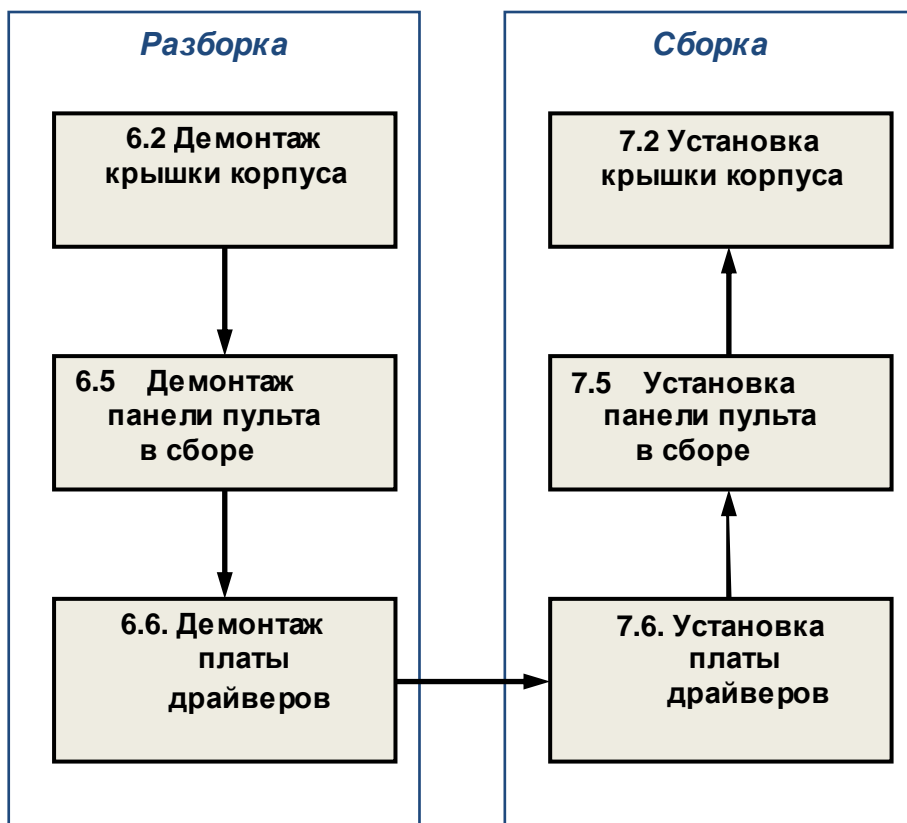 Разборка
6.2 Демонтаж
крышки корпуса
6.5 Демонтаж
панели пульта
в сборе
6.6. Демонтаж
платы
драйверов
Сборка
7.2 Установка
крышки корпуса
7.5 Установка
панели пульта
в сборе
7.6. Установка
платы
драйверов